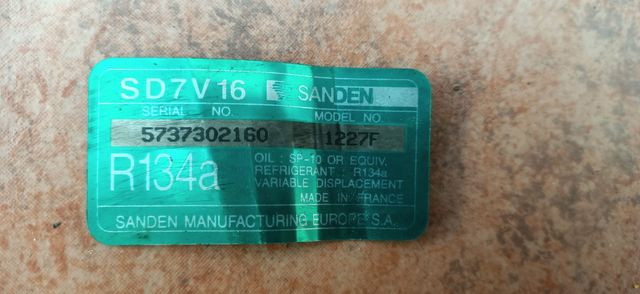 SD7V16 SANDEN
SERIAL NO. MODEL NO.
5737302160 1227F
R134a
OIL : SP-10 OR EQUIV.
REFRIGERANT : R134a
VARIABLE DISPLACEMENT
MADE IN FRANCE
SANDEN MANUFACTURING EUROPE S.A.